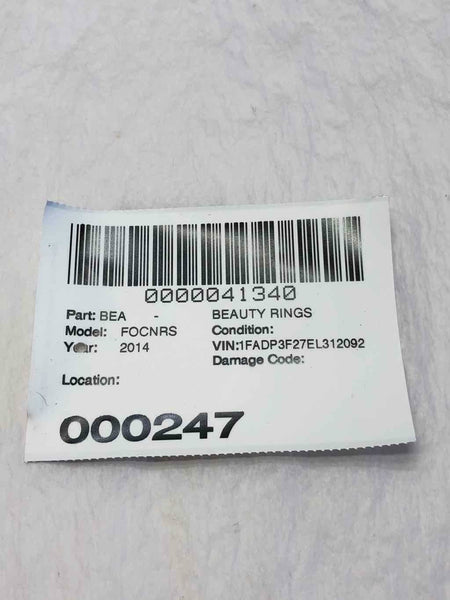 0000041340
Part: BEA - BEAUTY RINGS
Model: FOCNRS Condition:
Year: 2014 VIN:1FADP3F27EL312092
Damage Code:
Location:
000247